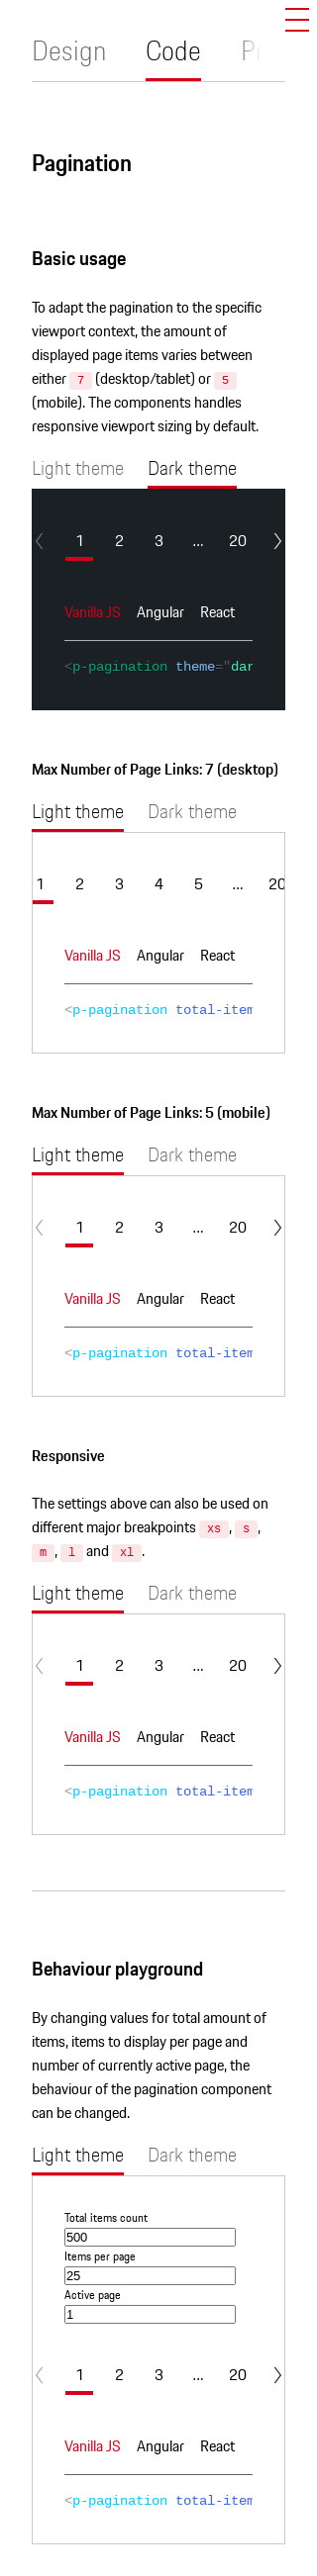 Design Code
Pagination
Basic usage
To adapt the pagination to the specific
viewport context, the amount of
displayed page items varies between
either 7 (desktop/tablet) or 5
(mobile). The components handles
responsive viewport sizing by default.
Light theme Dark theme
1 2 3 ... 20
Vanilla JS Angular React
<p-pagination theme="dar
Max Number of Page Links: 7 (desktop)
Light theme Dark theme
1 2 3 4 5 ... 20
Vanilla JS Angular React
<p-pagination total-item
Max Number of Page Links: 5 (mobile)
Light theme Dark theme
1 2 3 ... 20
Vanilla JS Angular React
<p-pagination total-item
Responsive
The settings above can also be used on
different major breakpoints xs , s ,
m , l and xl .
Light theme Dark theme
1 2 3 ... 20
Vanilla JS Angular React
<p-pagination total-item
Behaviour playground
By changing values for total amount of
items, items to display per page and
number of currently active page, the
behaviour of the pagination component
can be changed.
Light theme Dark theme
Total items count
500
Items per page
25
Active page
1
1 2 3 ... 20
Vanilla JS Angular React
<p-pagination total-item